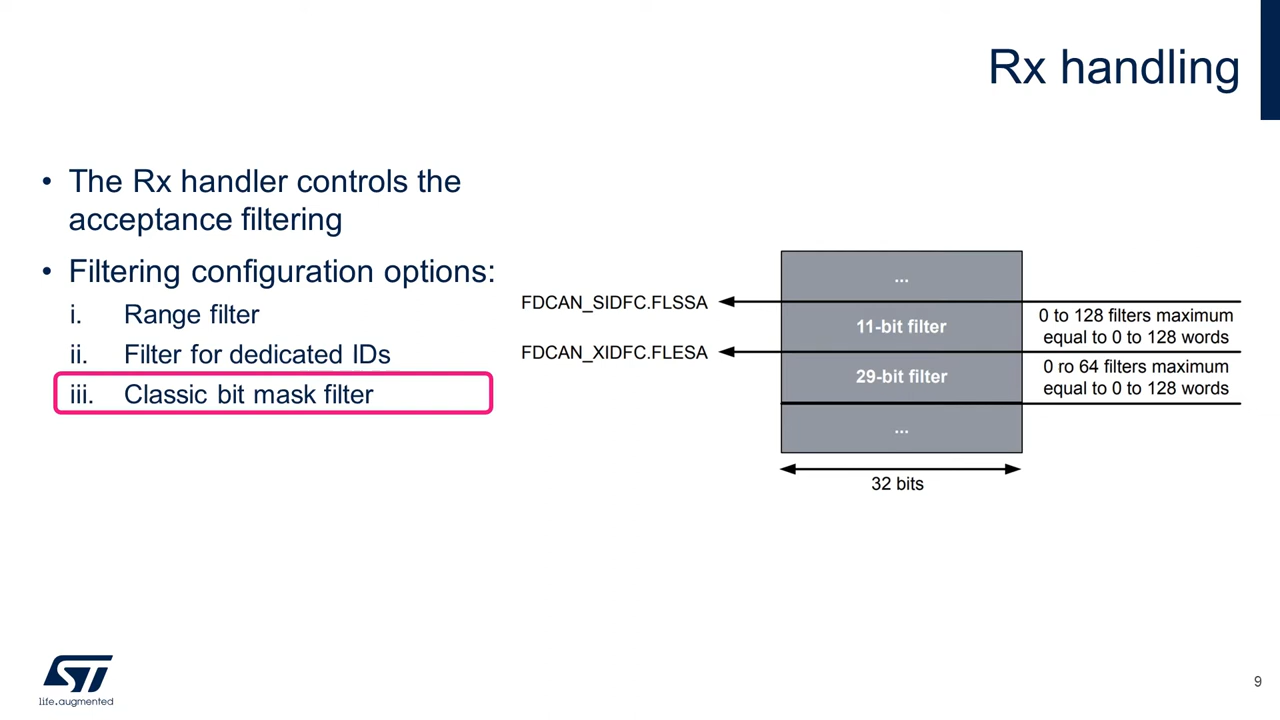 Rx handling
• The Rx handler controls the
acceptance filtering
• Filtering configuration options:
i. Range filter
ii. Filter for dedicated IDs
iii. Classic bit mask filter
...
FDCAN_SIDFC.FLSSA
11-bit filter
0 to 128 filters maximum
equal to 0 to 128 words
FDCAN_XIDFC.FLESA
29-bit filter
0 ro 64 filters maximum
equal to 0 to 128 words
...
32 bits
ST
life.augmented
9